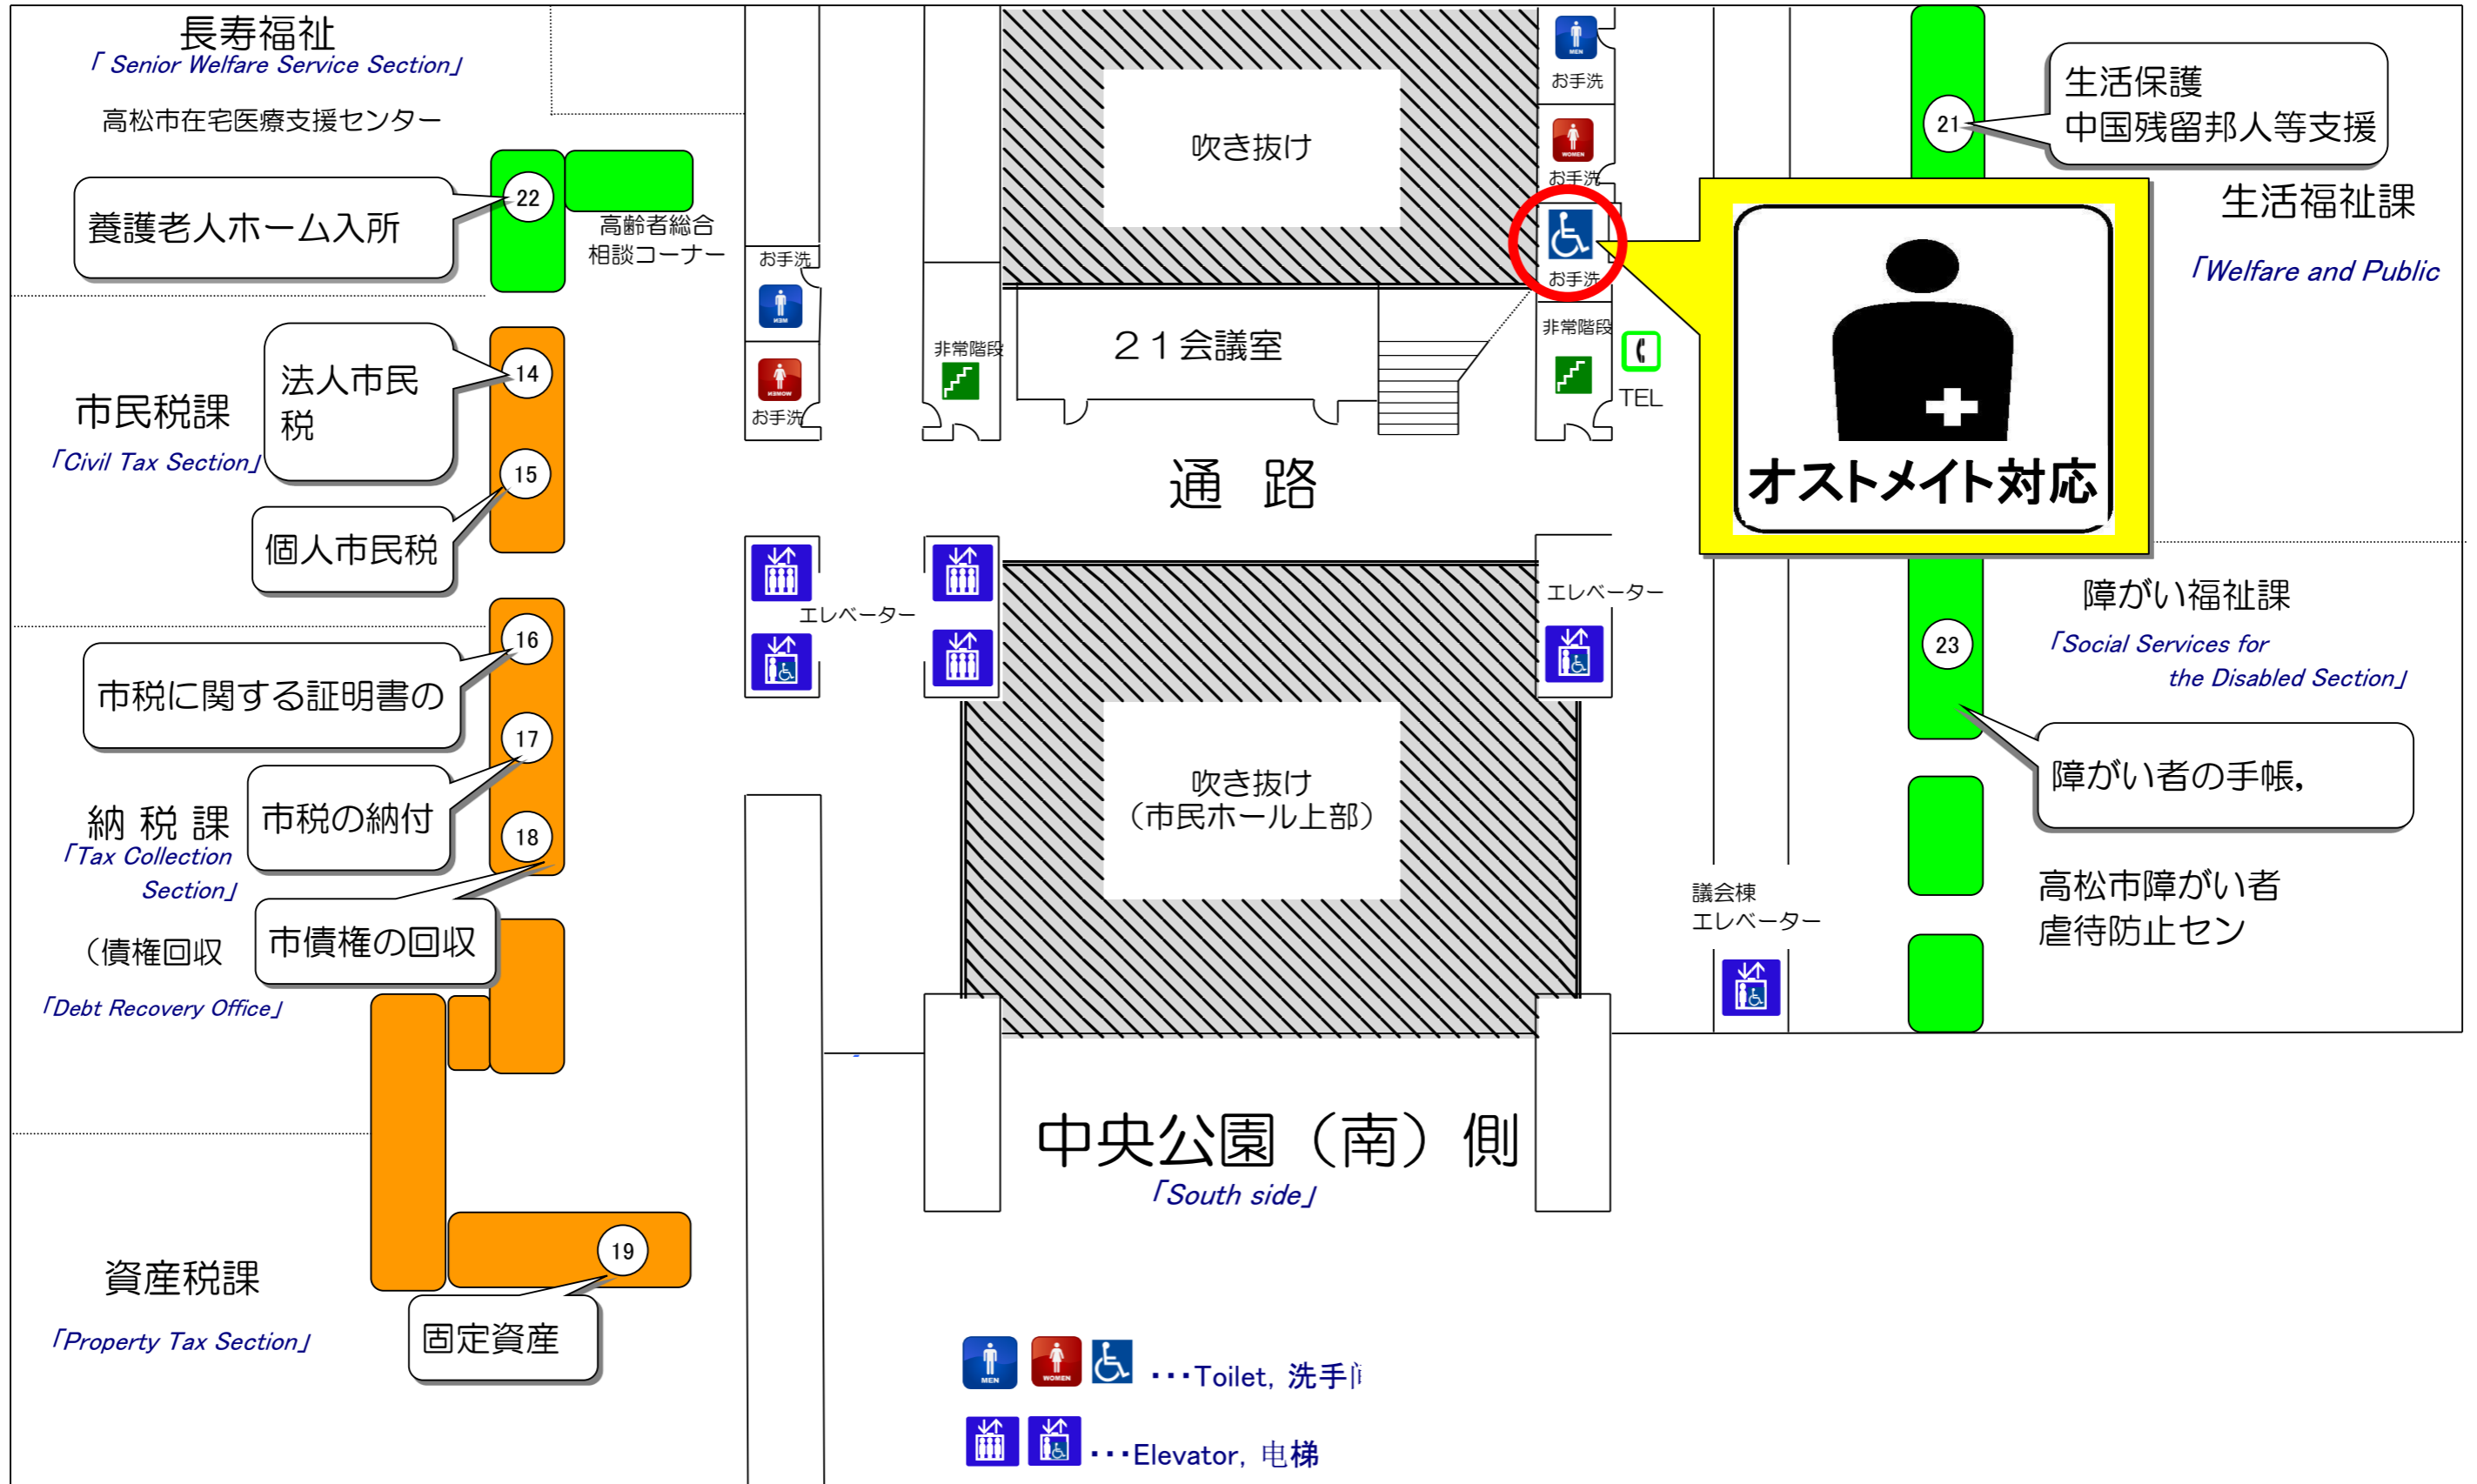 長寿福祉
「 Senior Welfare Service Section」
高松市在宅医療支援センター
22
養護老人ホーム入所
高齢者総合
相談コーナー
14
法人市民
税
市民税課
「Civil Tax Section」
15
個人市民税
16
市税に関する証明書の
17
市税の納付
納 税 課
「Tax Collection
Section」
18
市債権の回収
（債権回収
「Debt Recovery Office」
資産税課
「Property Tax Section」
19
固定資産
お手洗
MEN
WOMEN
お手洗
非常階段
エレベーター
吹き抜け
21会議室
通 路
吹き抜け
（市民ホール上部）
MEN
お手洗
WOMEN
お手洗
お手洗
非常階段
TEL
エレベーター
21
生活保護
中国残留邦人等支援
生活福祉課
「Welfare and Public
オストメイト対応
障がい福祉課
「Social Services for
the Disabled Section」
23
障がい者の手帳，
高松市障がい者
虐待防止セン
議会棟
エレベーター
中央公園（南）側
「South side」
MEN WOMEN ・・・Toilet, 洗手
・・・Elevator, 电梯